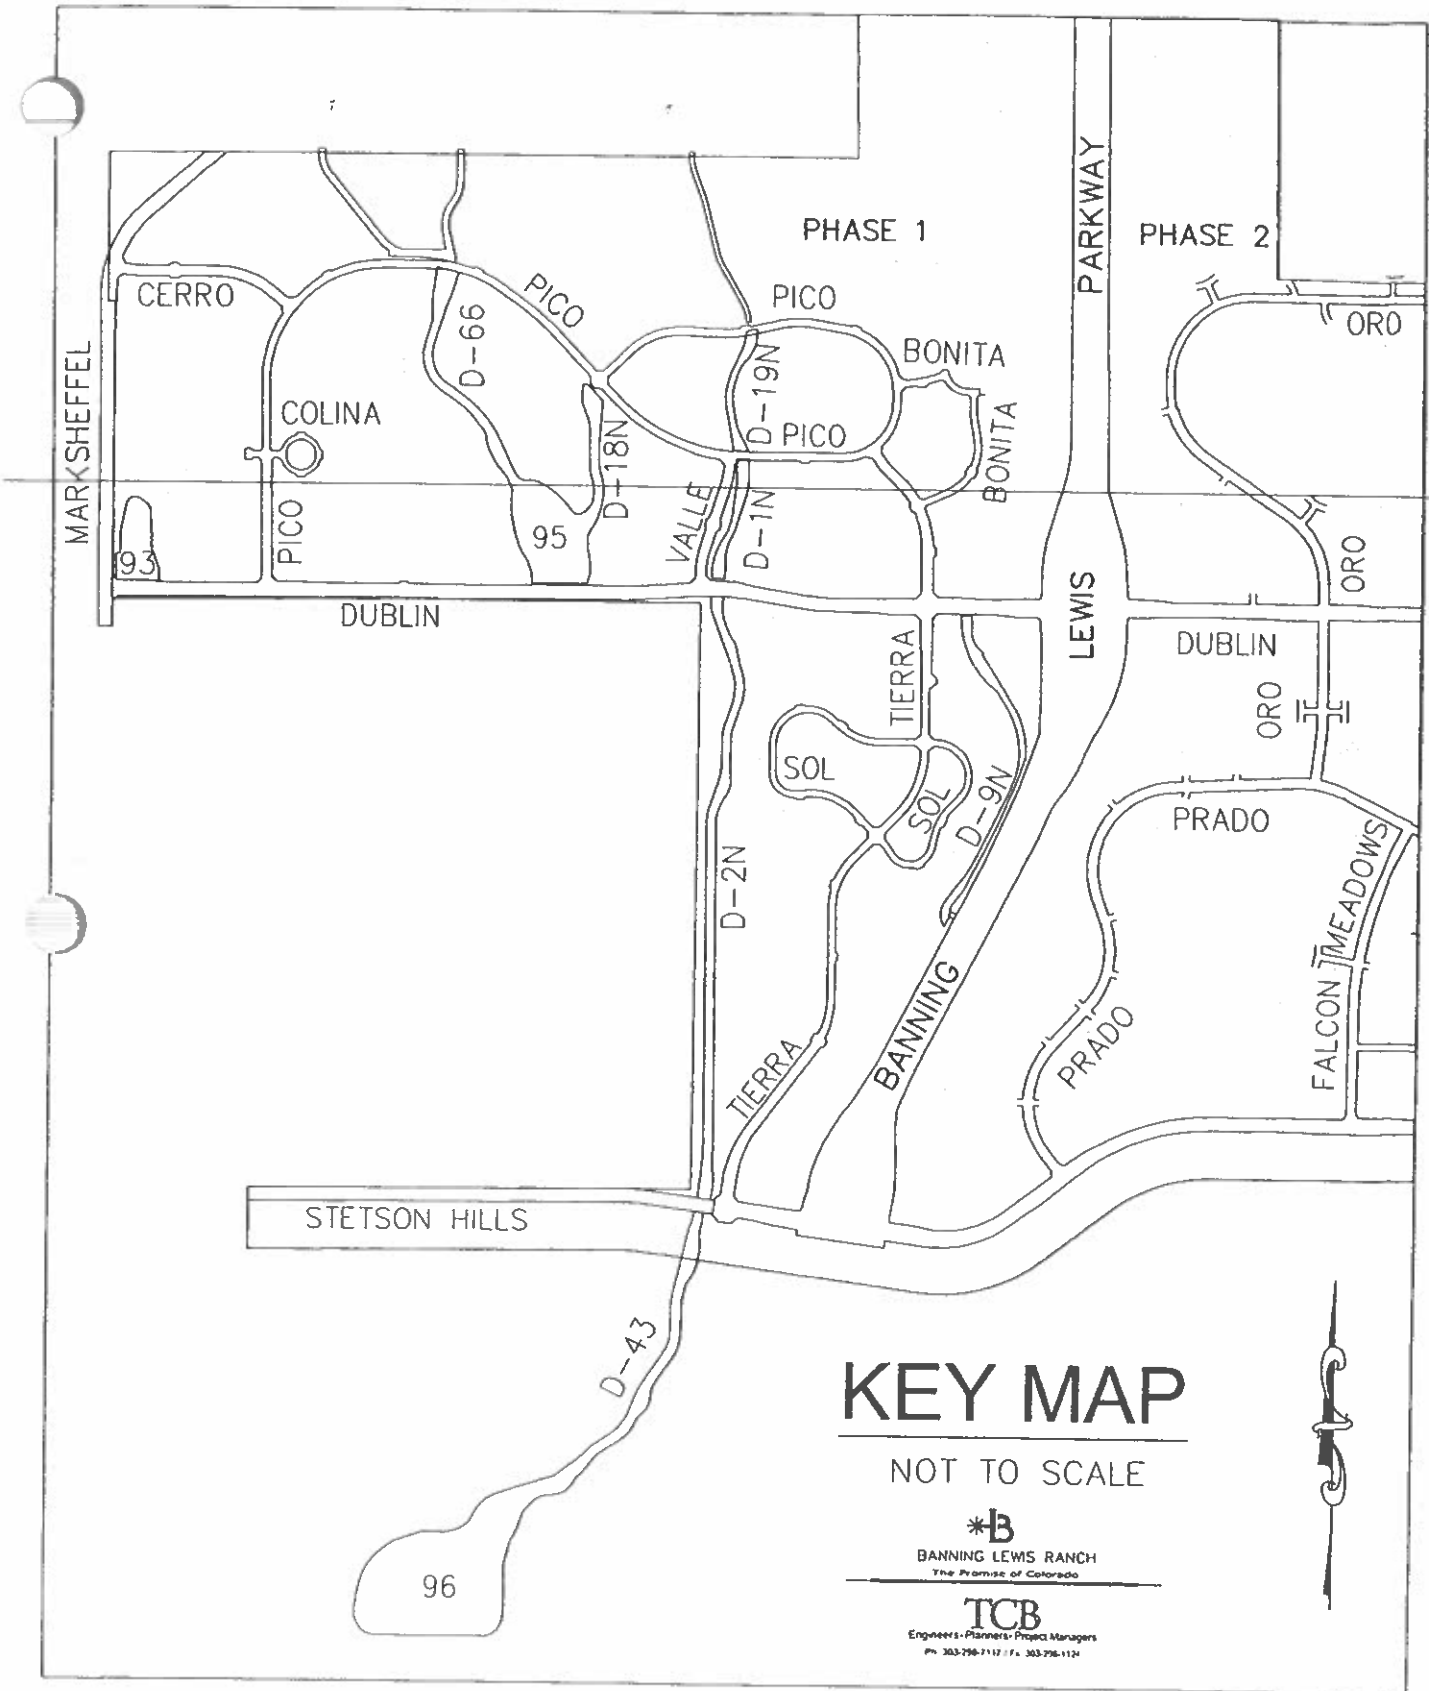 PHASE 1
PARKWAY
PHASE 2
CERRO
PICO
PICO
ORO
D-66
BONITA
D-19N
MARKSHEFFEL
COLINA
PICO
BONITA
D-18N
VALLE
D-1N
PICO
95
93
ORO
DUBLIN
LEWIS
DUBLIN
TIERRA
ORO
SOL
SOL
D-9N
PRADO
D-2N
FALCON MEADOWS
BANNING
PRADO
TIERRA
STETSON HILLS
D-43
96
KEY MAP
NOT TO SCALE
BANNING LEWIS RANCH
The Promise of Colorado
TCB
Engineers-Planners-Project Managers